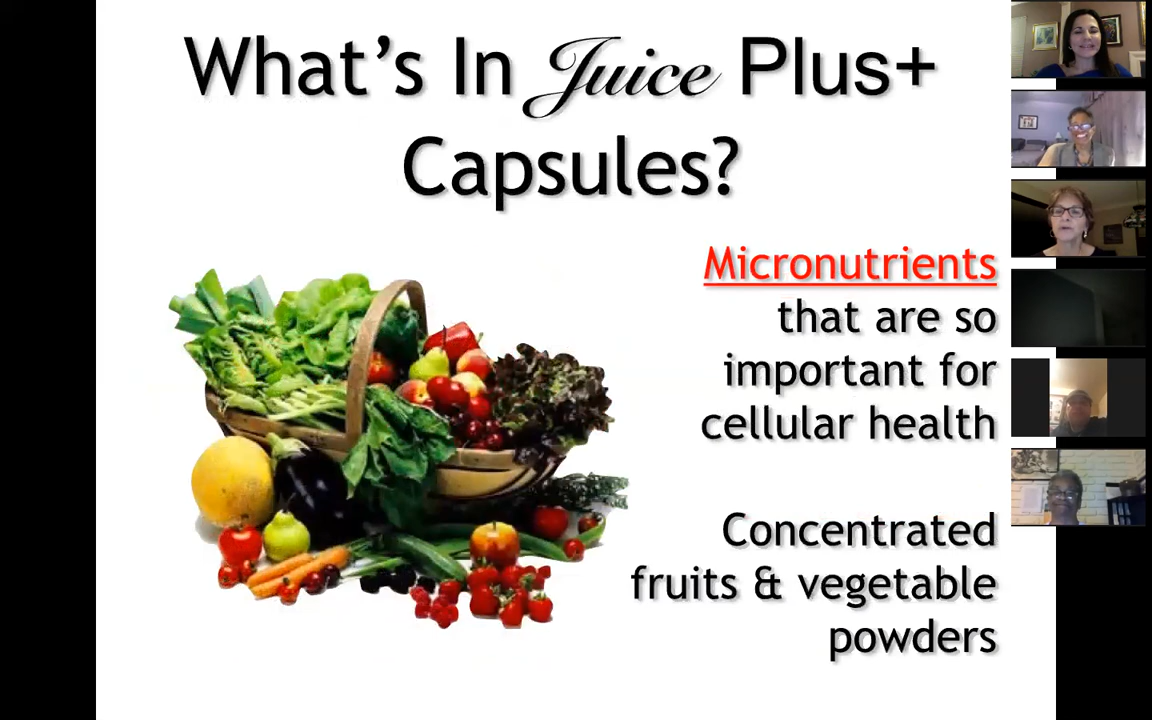 What’s In Juice Plus+
Capsules?
Micronutrients
that are so
important for
cellular health
Concentrated
fruits & vegetable
powders